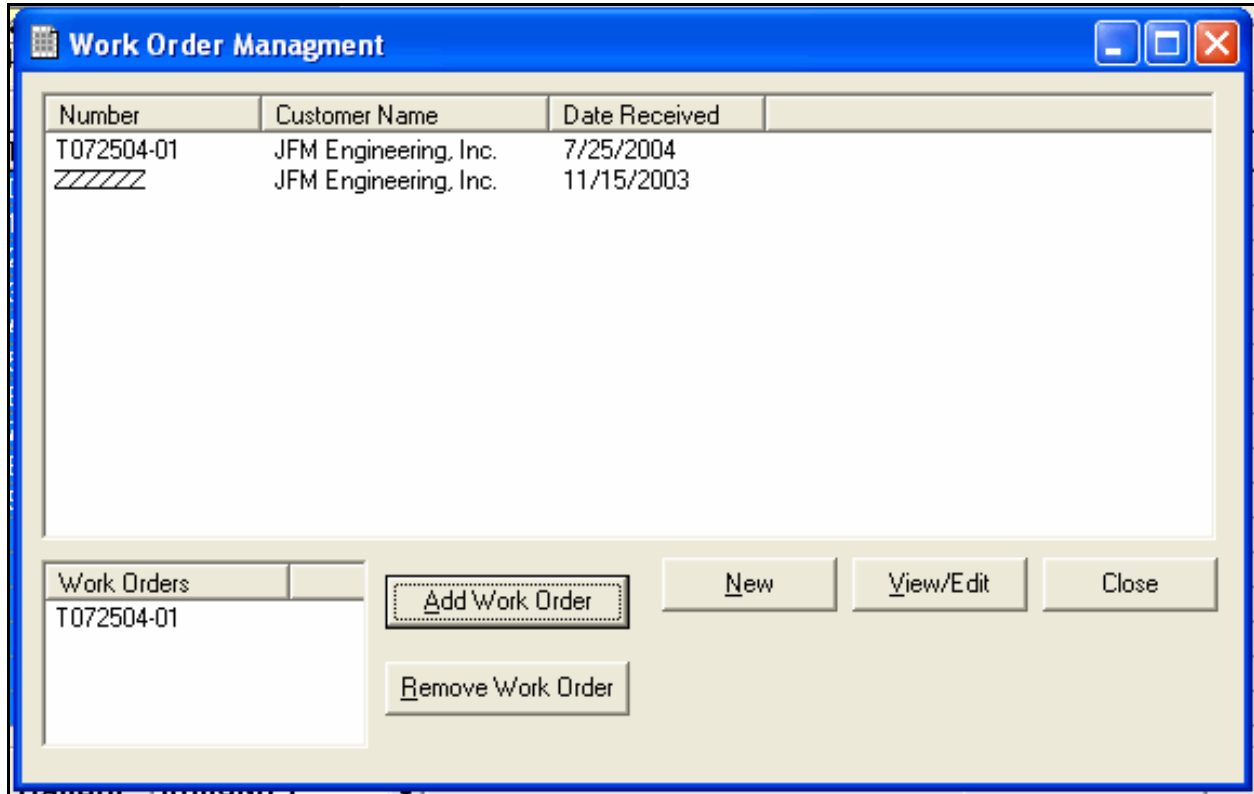 Work Order Managment
Number Customer Name Date Received
T072504-01 JFM Engineering, Inc. 7/25/2004
ZZZZZZ JFM Engineering, Inc. 11/15/2003
Work Orders
T072504-01
Add Work Order
Remove Work Order
New
View/Edit
Close